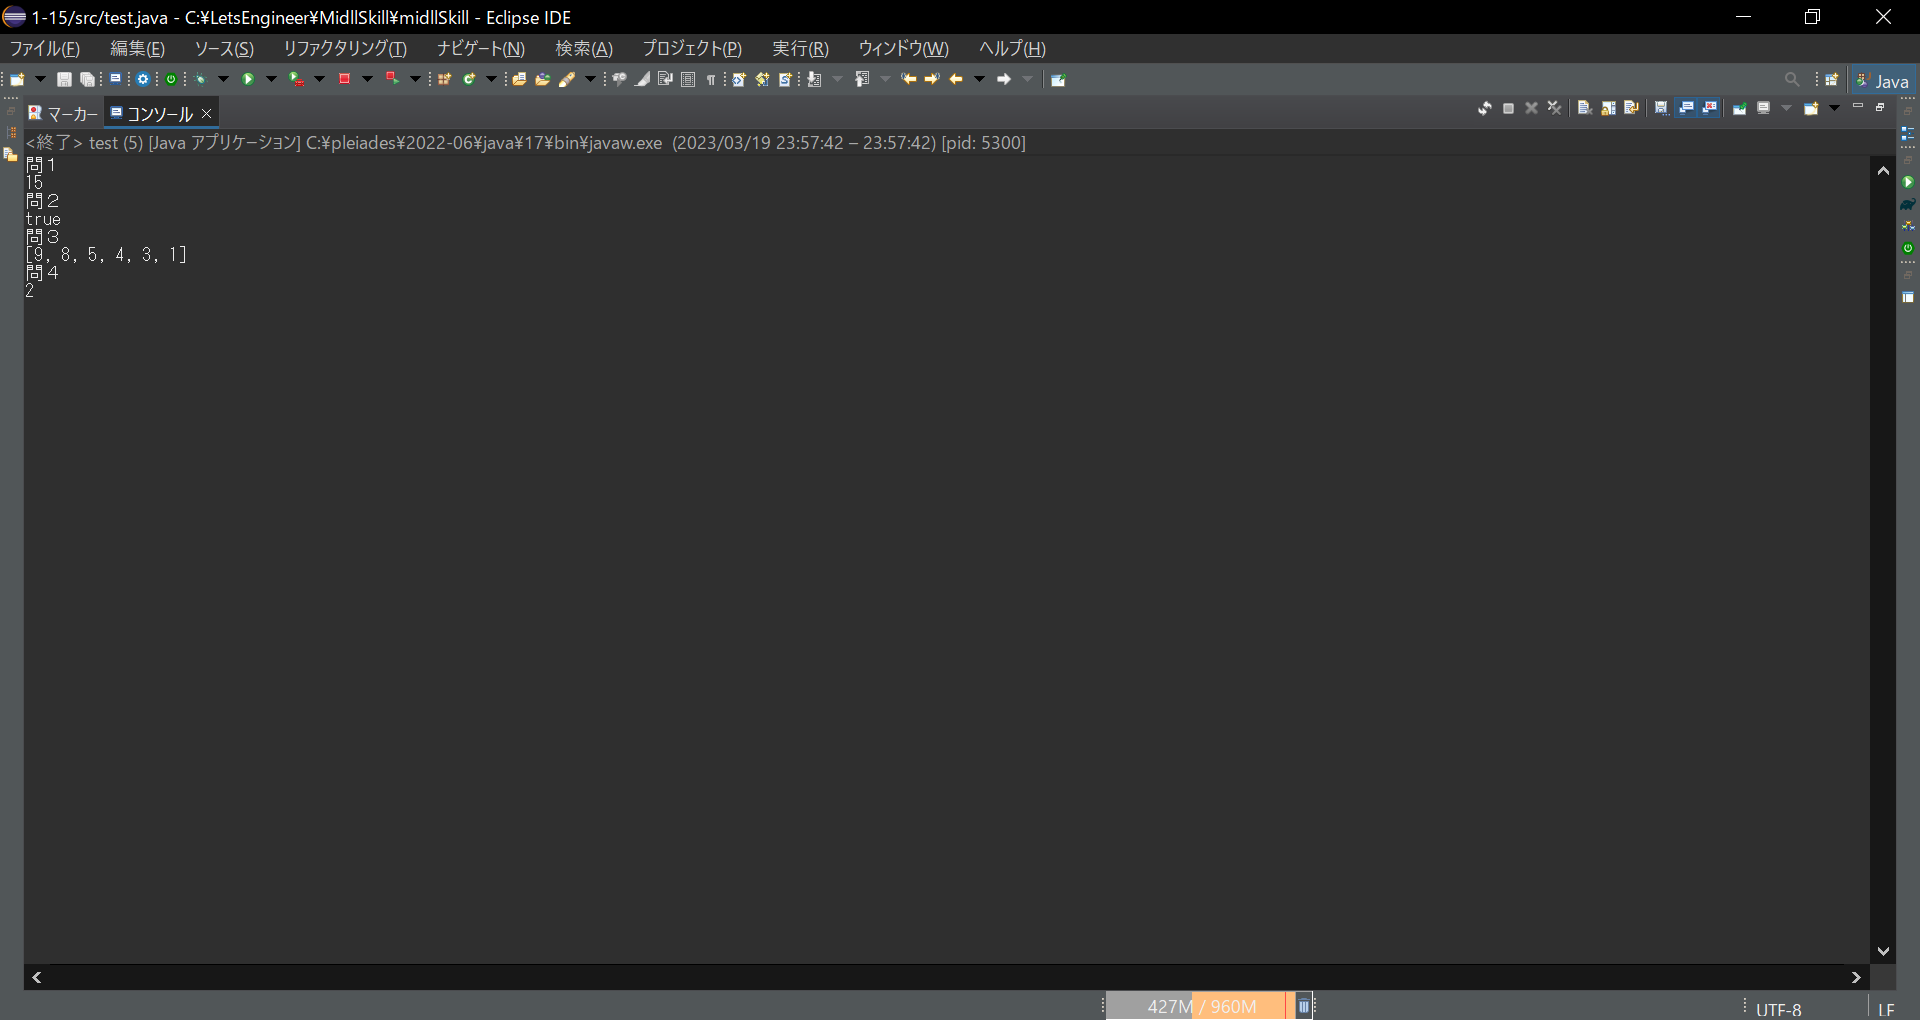 1-15/src/test.java - C:¥LetsEngineer¥MidllSkill¥midllSkill - Eclipse IDE
ファイル(F) 編集(E) ソース(S) リファクタリング(T) ナビゲート(N) 検索(A) プロジェクト(P) 実行(R) ウィンドウ(W) ヘルプ(H)
Java
マーカー コンソール
<終了> test (5) [Java アプリケーション] C:¥pleiades¥2022-06¥java¥17¥bin¥javaw.exe (2023/03/19 23:57:42 – 23:57:42) [pid: 5300]
問１
15
問２
true
問３
[9, 8, 5, 4, 3, 1]
問４
2
427M / 960M
UTF-8
LF